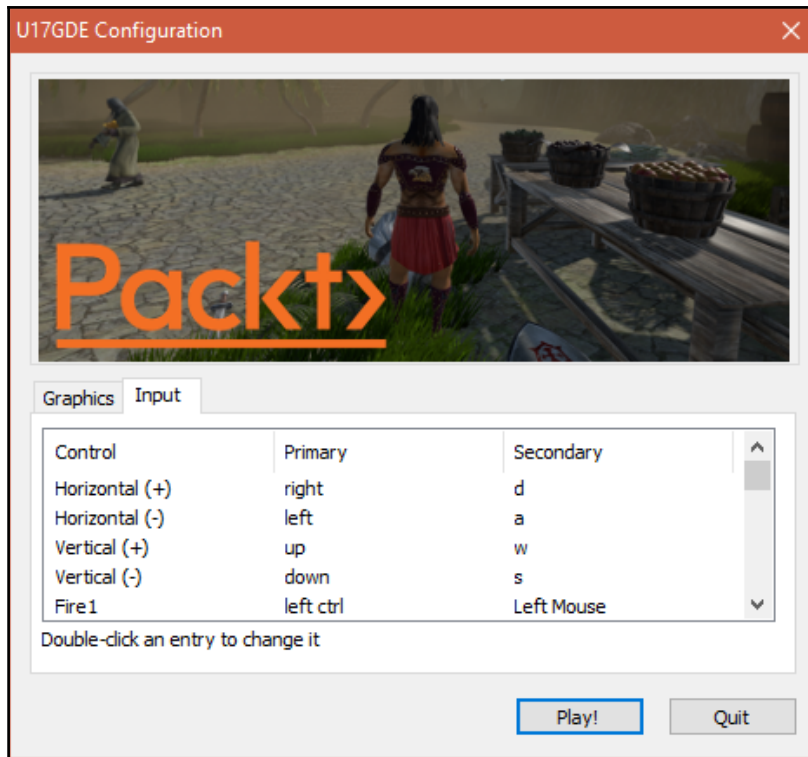 U17GDE Configuration
Packt>
Graphics Input
Control Primary Secondary
Horizontal (+) right d
Horizontal (-) left a
Vertical (+) up w
Vertical (-) down s
Fire1 left ctrl Left Mouse
Double-click an entry to change it
Play! Quit